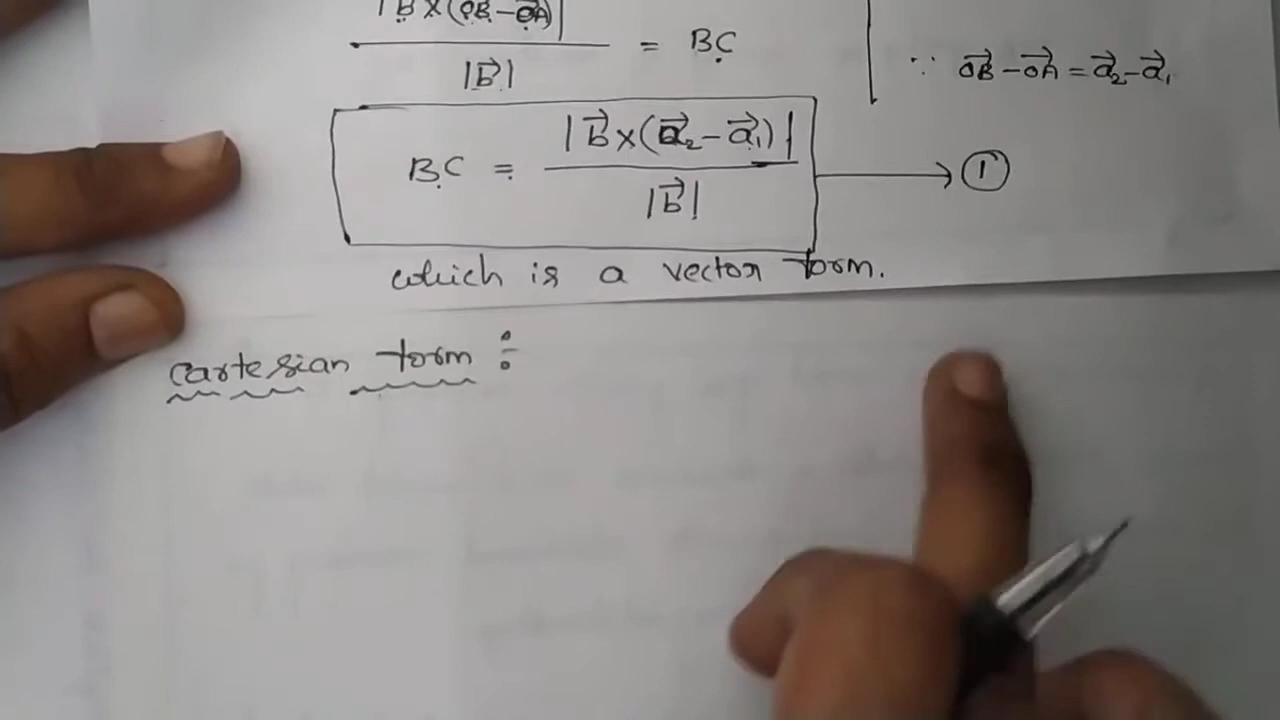 |b⃗ × (OB⃗ - OA⃗)| / |b⃗| = BC
∵ OB⃗ - OA⃗ = a⃗₂ - a⃗₁
BC = |b⃗ × (a⃗₂ - a⃗₁)| / |b⃗| → ①
which is a vector form.
Cartesian form :